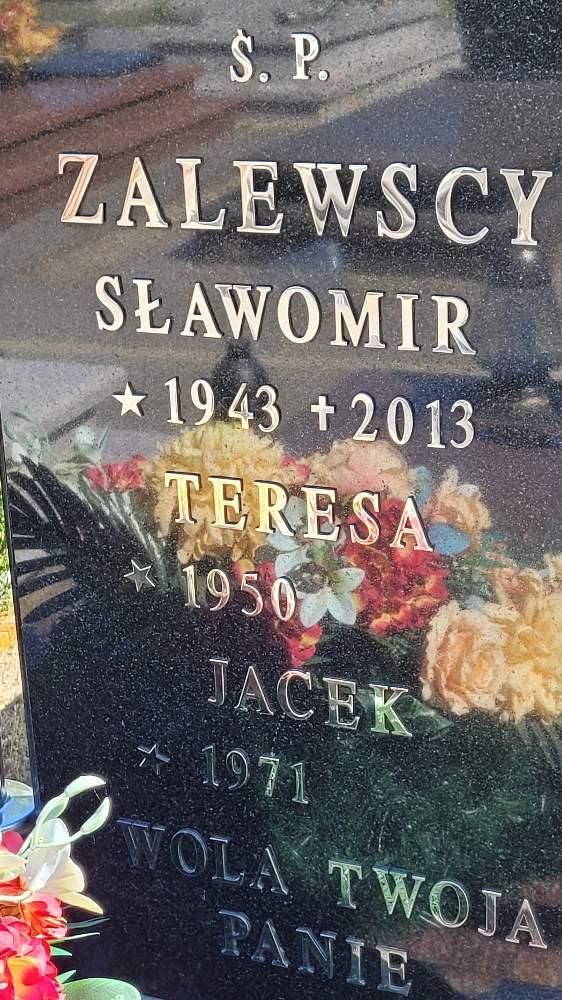 Ś. P.
ZALEWSCY
SŁAWOMIR
★ 1943 ✝ 2013
TERESA
★ 1950
JACEK
★ 1971
WOLA TWOJA
PANIE